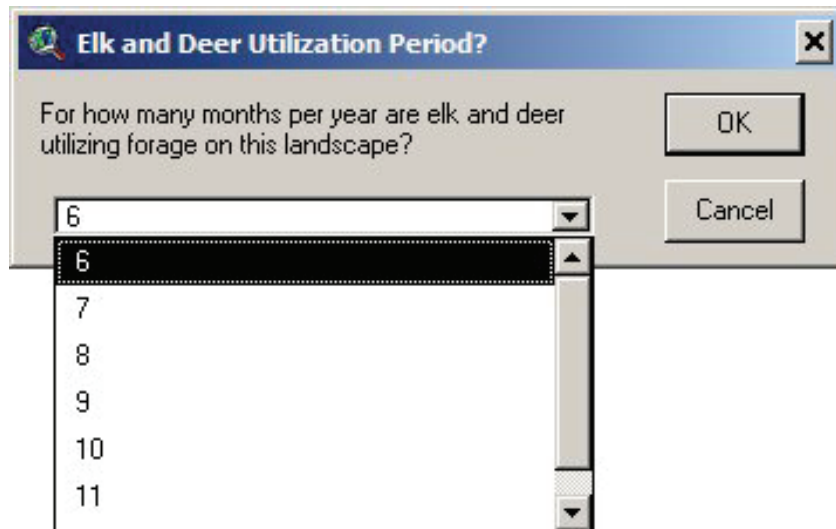 Elk and Deer Utilization Period?
For how many months per year are elk and deer
utilizing forage on this landscape?
OK
Cancel
6
6
7
8
9
10
11